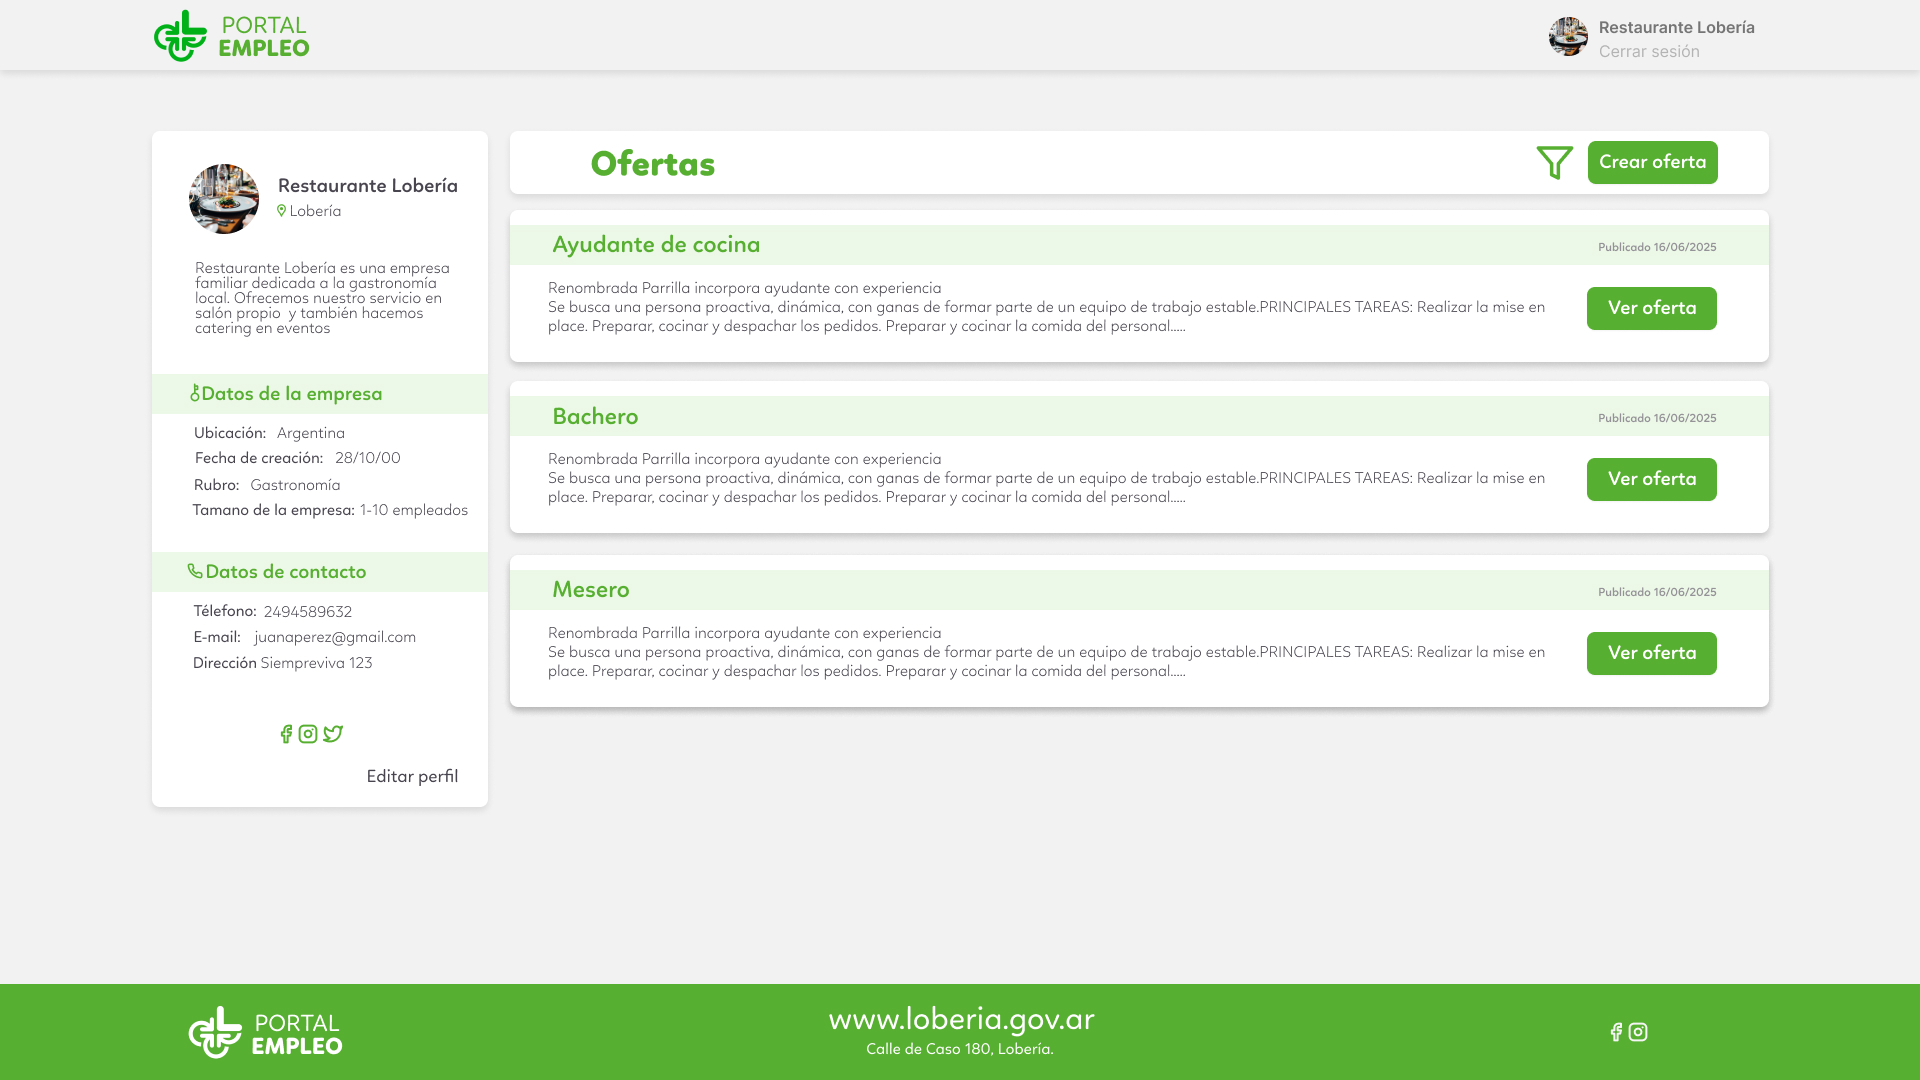 PORTAL
EMPLEO
Restaurante Lobería
Cerrar sesión
Restaurante Lobería
Lobería
Restaurante Lobería es una empresa
familiar dedicada a la gastronomía
local. Ofrecemos nuestro servicio en
salón propio y también hacemos
catering en eventos
Datos de la empresa
Ubicación: Argentina
Fecha de creación: 28/10/00
Rubro: Gastronomía
Tamano de la empresa: 1-10 empleados
Datos de contacto
Télefono: 2494589632
E-mail: juanaperez@gmail.com
Dirección Siempreviva 123
Editar perfil
Ofertas
Crear oferta
Ayudante de cocina
Publicado 16/06/2025
Renombrada Parrilla incorpora ayudante con experiencia
Se busca una persona proactiva, dinámica, con ganas de formar parte de un equipo de trabajo estable.PRINCIPALES TAREAS: Realizar la mise en
place. Preparar, cocinar y despachar los pedidos. Preparar y cocinar la comida del personal.....
Ver oferta
Bachero
Publicado 16/06/2025
Renombrada Parrilla incorpora ayudante con experiencia
Se busca una persona proactiva, dinámica, con ganas de formar parte de un equipo de trabajo estable.PRINCIPALES TAREAS: Realizar la mise en
place. Preparar, cocinar y despachar los pedidos. Preparar y cocinar la comida del personal.....
Ver oferta
Mesero
Publicado 16/06/2025
Renombrada Parrilla incorpora ayudante con experiencia
Se busca una persona proactiva, dinámica, con ganas de formar parte de un equipo de trabajo estable.PRINCIPALES TAREAS: Realizar la mise en
place. Preparar, cocinar y despachar los pedidos. Preparar y cocinar la comida del personal.....
Ver oferta
PORTAL
EMPLEO
www.loberia.gov.ar
Calle de Caso 180, Lobería.